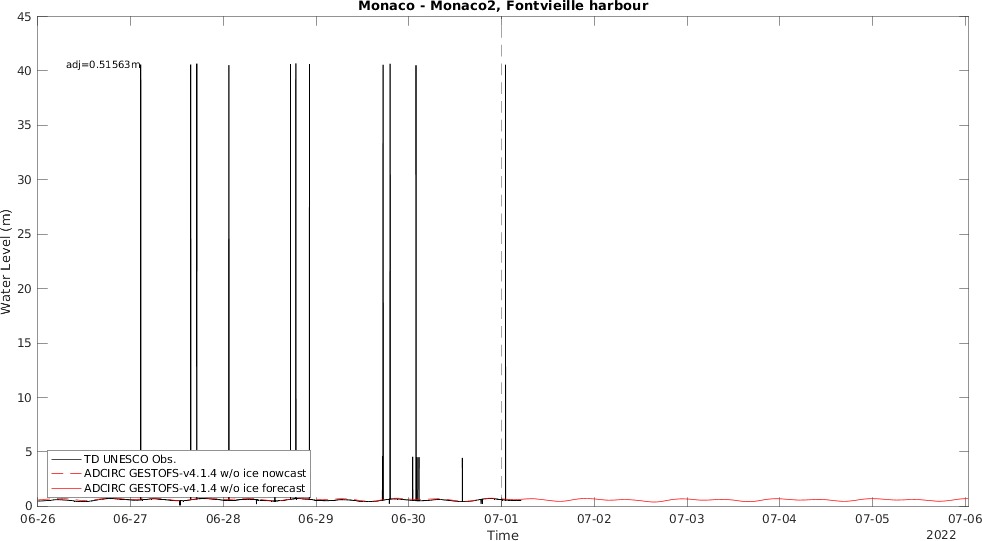 Monaco - Monaco2, Fontvieille harbour
45
40
35
30
25
20
15
10
5
0
Water Level (m)
adj=0.51563m
TD UNESCO Obs.
ADCIRC GESTOFS-v4.1.4 w/o ice nowcast
ADCIRC GESTOFS-v4.1.4 w/o ice forecast
06-26 06-27 06-28 06-29 06-30 07-01 07-02 07-03 07-04 07-05 07-06
Time
2022